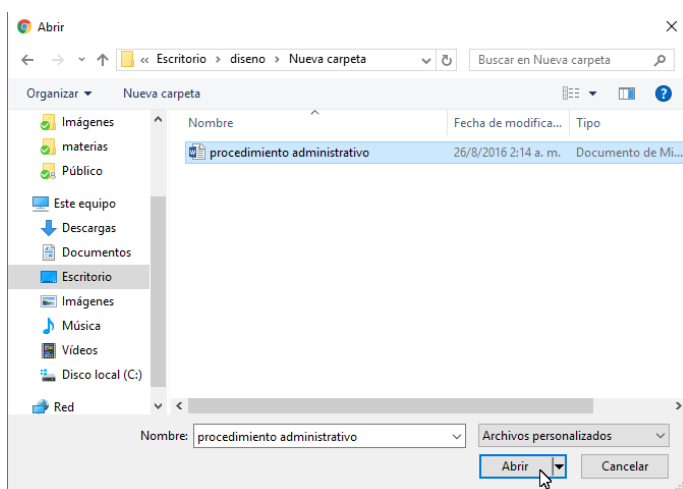 Abrir
« Escritorio › diseno › Nueva carpeta
Buscar en Nueva carpeta
Organizar
Nueva carpeta
Imágenes
materias
Público
Este equipo
Descargas
Documentos
Escritorio
Imágenes
Música
Vídeos
Disco local (C:)
Red
Nombre Fecha de modifica... Tipo
procedimiento administrativo 26/8/2016 2:14 a. m. Documento de Mi...
Nombre: procedimiento administrativo
Archivos personalizados
Abrir Cancelar